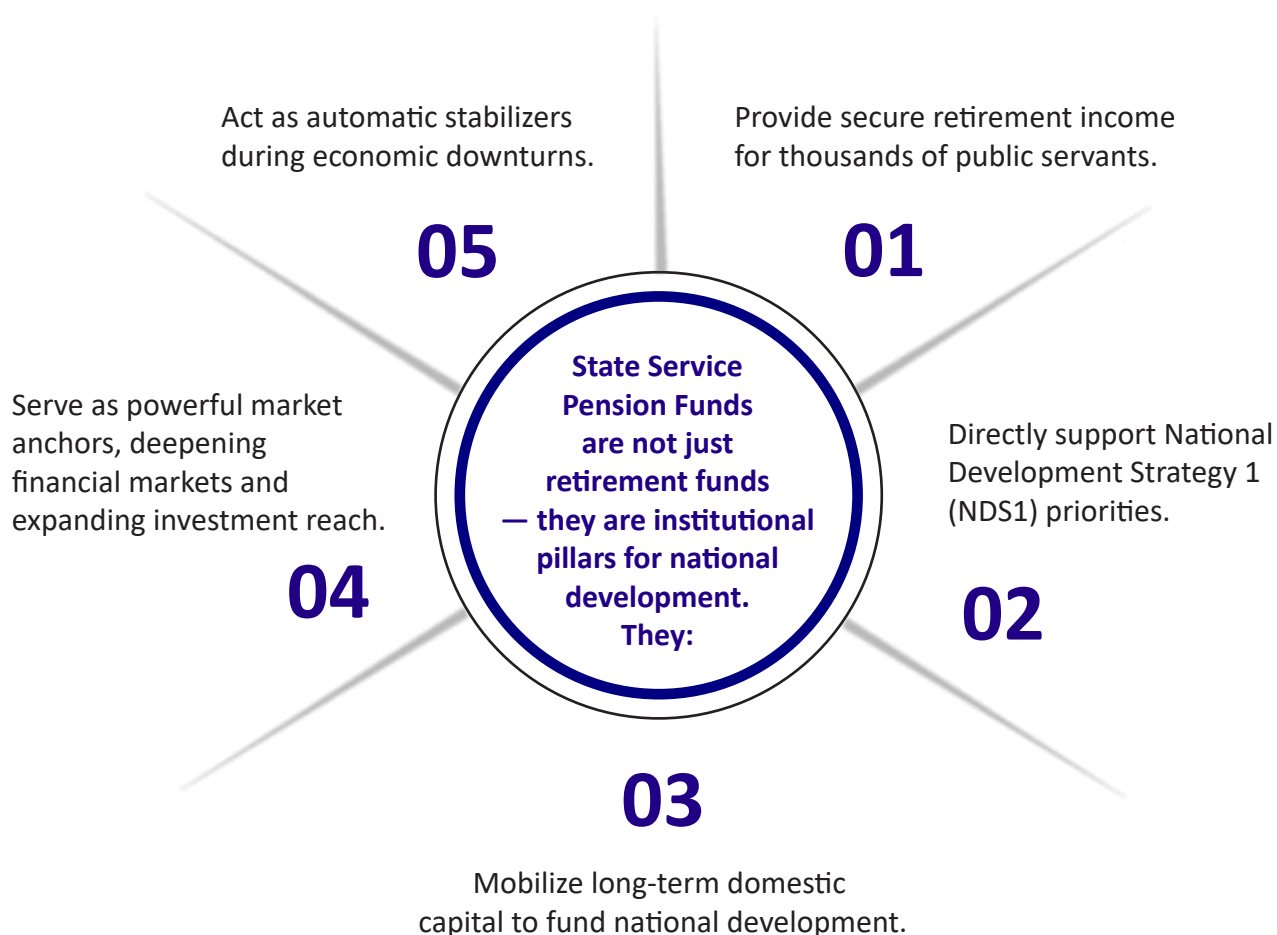 State Service
Pension Funds
are not just
retirement funds
— they are institutional
pillars for national
development.
They:
01
Provide secure retirement income
for thousands of public servants.
02
Directly support National
Development Strategy 1
(NDS1) priorities.
03
Mobilize long-term domestic
capital to fund national development.
04
Serve as powerful market
anchors, deepening
financial markets and
expanding investment reach.
05
Act as automatic stabilizers
during economic downturns.